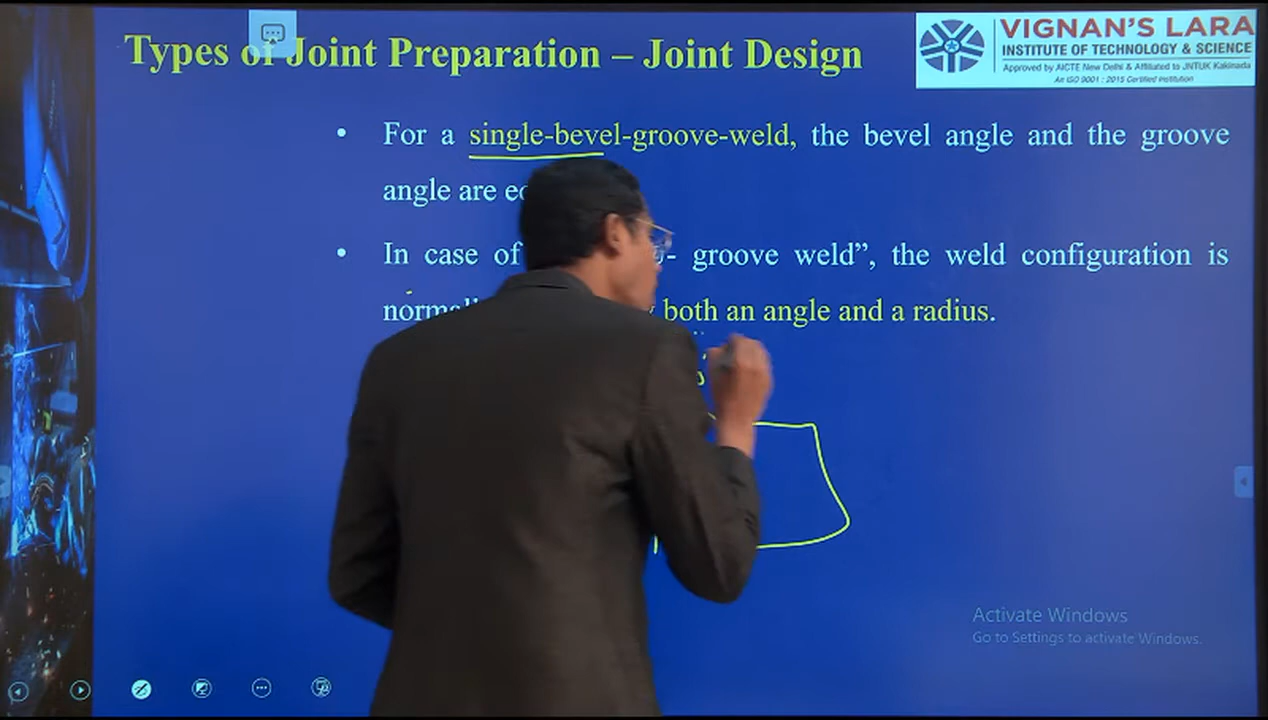 Types of Joint Preparation – Joint Design
VIGNAN'S LARA
INSTITUTE OF TECHNOLOGY & SCIENCE
Approved by AICTE New Delhi & Affiliated to JNTUK Kakinada
An ISO 9001 : 2015 Certified Institution
• For a single-bevel-groove-weld, the bevel angle and the groove
angle are
• In case of groove weld”, the weld configuration is
both an angle and a radius.
Activate Windows
Go to Settings to activate Windows.